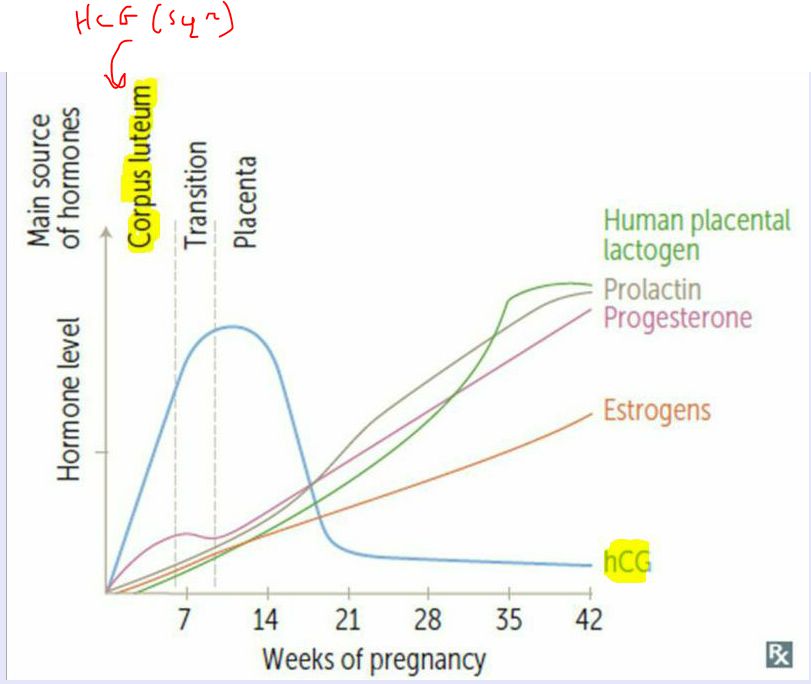 HCG (syn)
Main source
of hormones
Corpus luteum
Transition
Placenta
Hormone level
Human placental
lactogen
Prolactin
Progesterone
Estrogens
hCG
7 14 21 28 35 42
Weeks of pregnancy
Rx